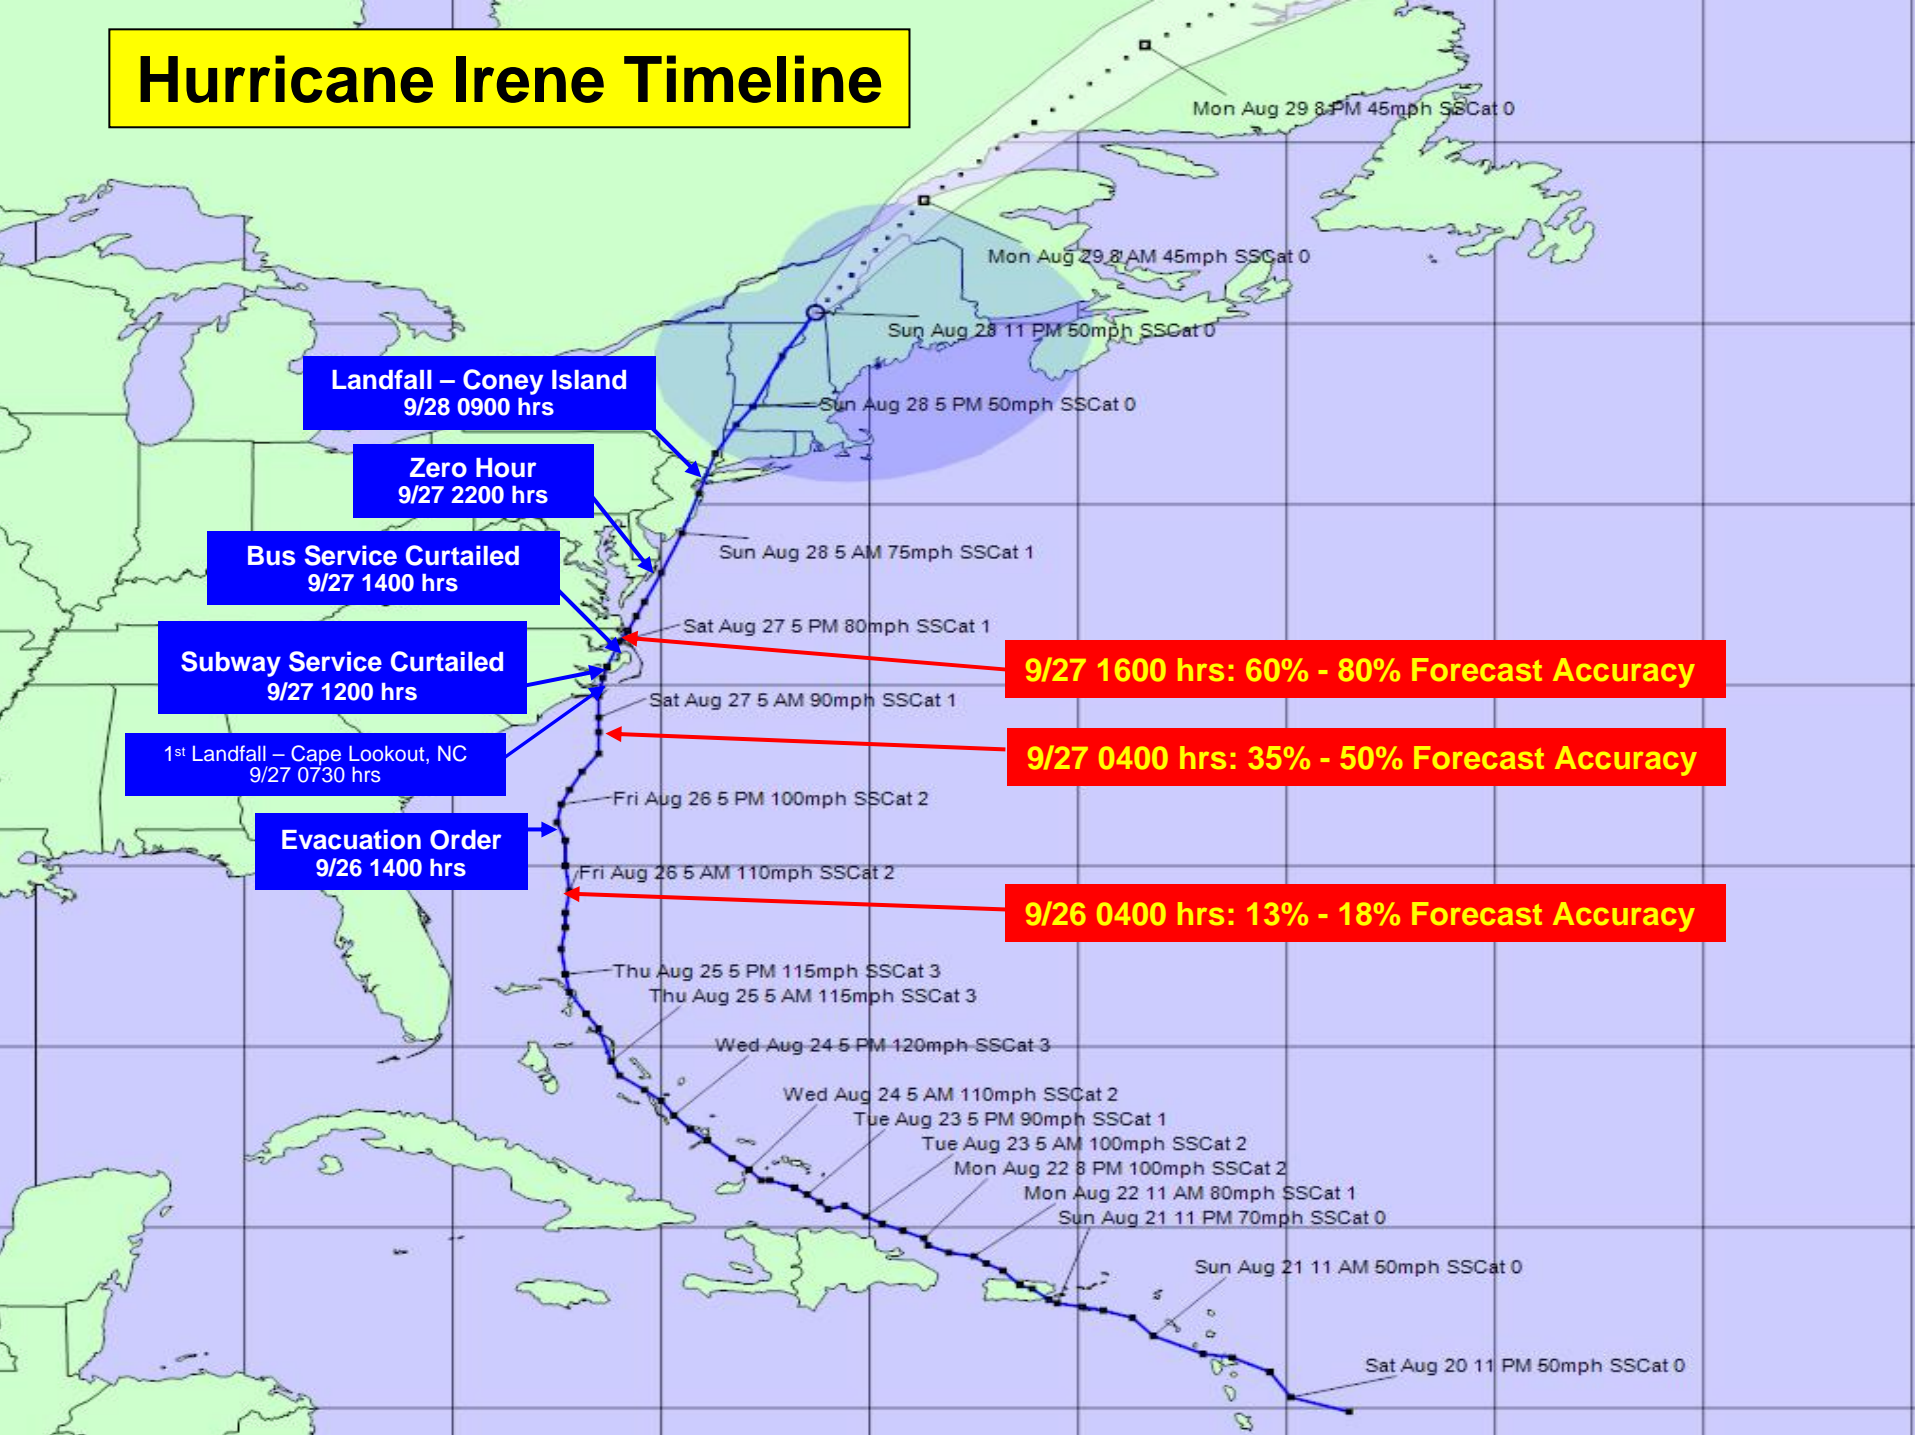 Hurricane Irene Timeline
Mon Aug 29 8 PM 45mph SSCat 0
Mon Aug 29 8 AM 45mph SSCat 0
Sun Aug 28 11 PM 50mph SSCat 0
Landfall – Coney Island
9/28 0900 hrs
Sun Aug 28 5 PM 50mph SSCat 0
Zero Hour
9/27 2200 hrs
Sun Aug 28 5 AM 75mph SSCat 1
Bus Service Curtailed
9/27 1400 hrs
Sat Aug 27 5 PM 80mph SSCat 1
Subway Service Curtailed
9/27 1200 hrs
9/27 1600 hrs: 60% - 80% Forecast Accuracy
Sat Aug 27 5 AM 90mph SSCat 1
1st Landfall – Cape Lookout, NC
9/27 0730 hrs
9/27 0400 hrs: 35% - 50% Forecast Accuracy
Fri Aug 26 5 PM 100mph SSCat 2
Evacuation Order
9/26 1400 hrs
Fri Aug 26 5 AM 110mph SSCat 2
9/26 0400 hrs: 13% - 18% Forecast Accuracy
Thu Aug 25 5 PM 115mph SSCat 3
Thu Aug 25 5 AM 115mph SSCat 3
Wed Aug 24 5 PM 120mph SSCat 3
Wed Aug 24 5 AM 110mph SSCat 2
Tue Aug 23 5 PM 90mph SSCat 1
Tue Aug 23 5 AM 100mph SSCat 2
Mon Aug 22 8 PM 100mph SSCat 2
Mon Aug 22 11 AM 80mph SSCat 1
Sun Aug 21 11 PM 70mph SSCat 0
Sun Aug 21 11 AM 50mph SSCat 0
Sat Aug 20 11 PM 50mph SSCat 0